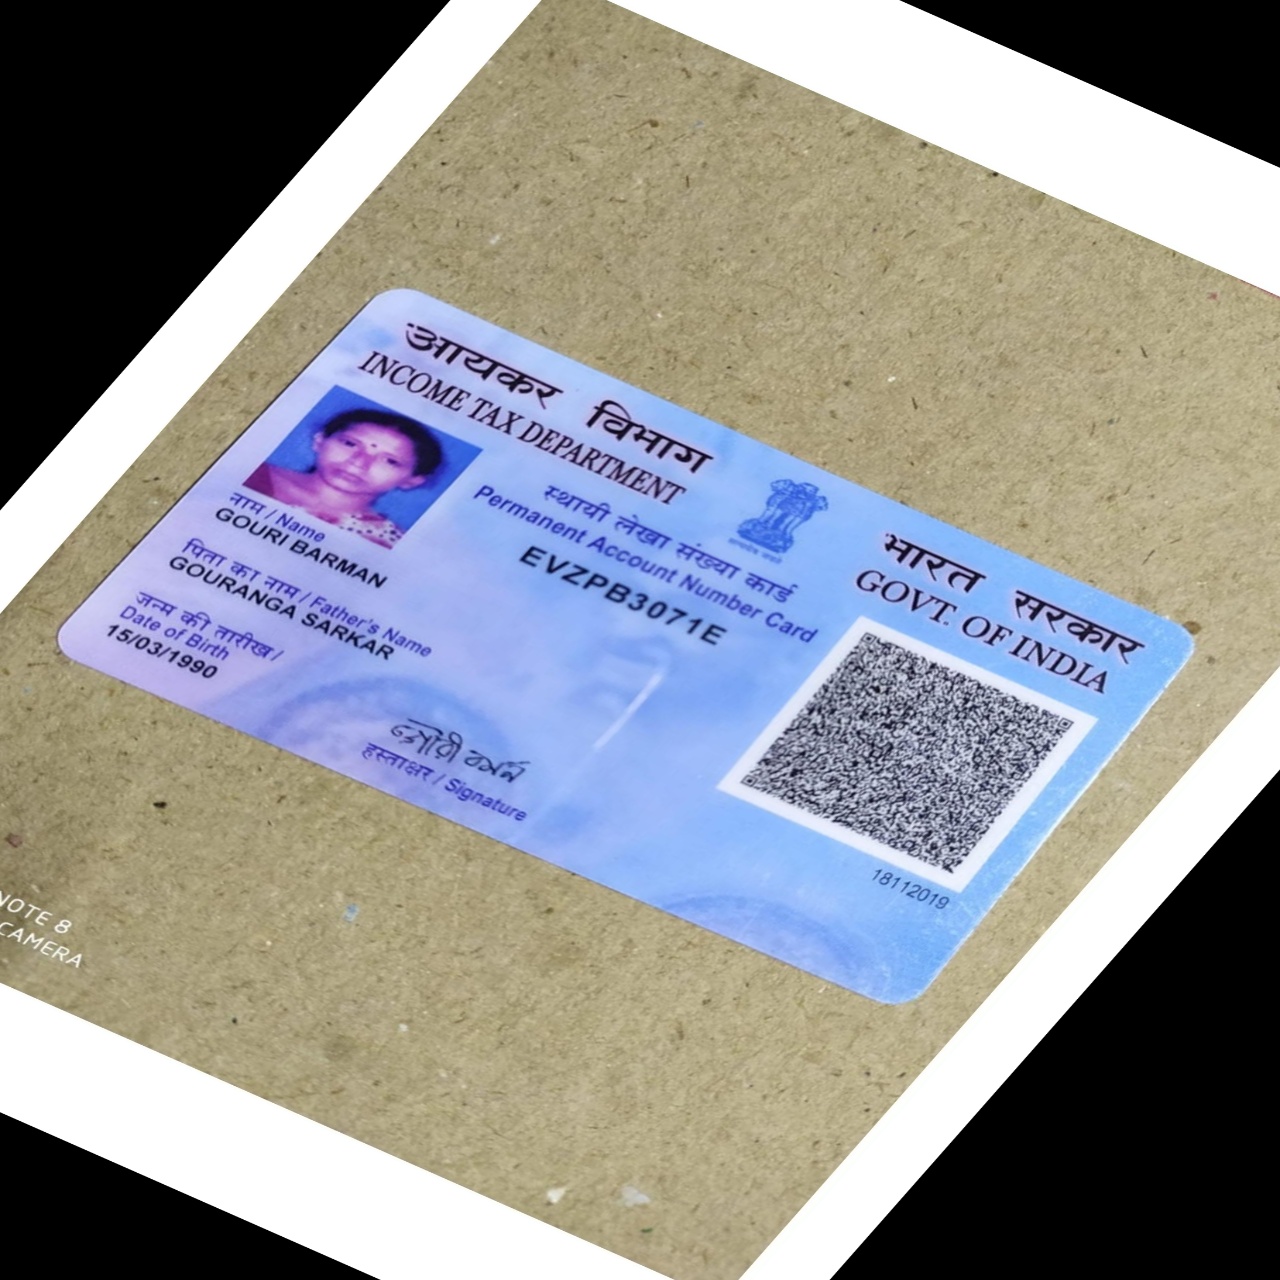 आयकर विभाग
INCOME TAX DEPARTMENT
भारत सरकार
GOVT. OF INDIA
स्थायी लेखा संख्या कार्ड
Permanent Account Number Card
EVZPB3071E
नाम / Name
GOURI BARMAN
पिता का नाम / Father's Name
GOURANGA SARKAR
जन्म की तारीख /
Date of Birth
15/03/1990
গৌরী বর্মন
हस्ताक्षर / Signature
18112019
NOTE 8
CAMERA